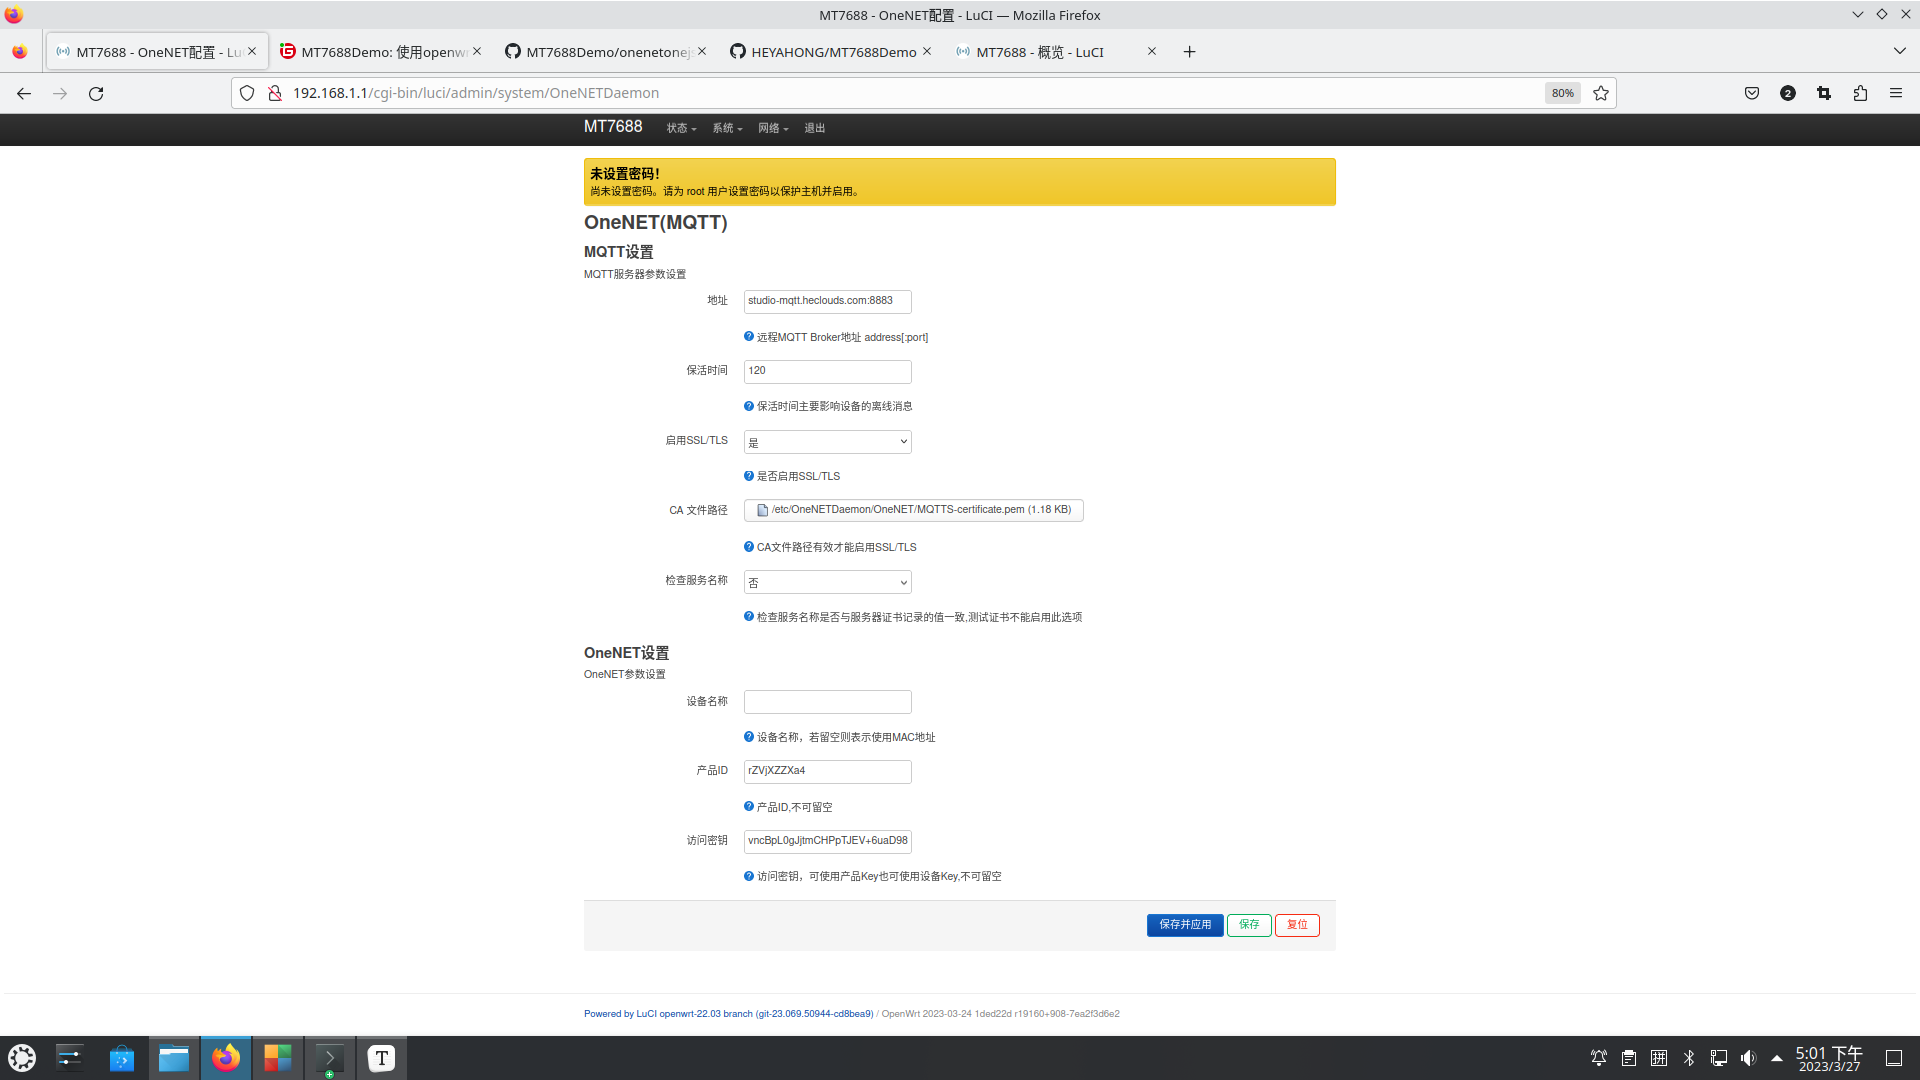 MT7688 - OneNET配置 - LuCI — Mozilla Firefox
MT7688 - OneNET配置 - Lu
MT7688Demo: 使用openw
MT7688Demo/onenetonej
HEYAHONG/MT7688Demo
MT7688 - 概览 - LuCI
192.168.1.1/cgi-bin/luci/admin/system/OneNETDaemon
80%
2
MT7688 状态 系统 网络 退出
未设置密码!
尚未设置密码。请为 root 用户设置密码以保护主机并启用。
OneNET(MQTT)
MQTT设置
MQTT服务器参数设置
地址 studio-mqtt.heclouds.com:8883
远程MQTT Broker地址 address[:port]
保活时间 120
保活时间主要影响设备的离线消息
启用SSL/TLS 是
是否启用SSL/TLS
CA 文件路径 /etc/OneNETDaemon/OneNET/MQTTS-certificate.pem (1.18 KB)
CA文件路径有效才能启用SSL/TLS
检查服务名称 否
检查服务名称是否与服务器证书记录的值一致,测试证书不能启用此选项
OneNET设置
OneNET参数设置
设备名称
设备名称，若留空则表示使用MAC地址
产品ID rZVjXZZXa4
产品ID,不可留空
访问密钥 vncBpL0gJjtmCHPpTJEV+6uaD98
访问密钥，可使用产品Key也可使用设备Key,不可留空
保存并应用 保存 复位
Powered by LuCI openwrt-22.03 branch (git-23.069.50944-cd8bea9) / OpenWrt 2023-03-24 1ded22d r19160+908-7ea2f3d6e2
T
拼
5:01 下午
2023/3/27